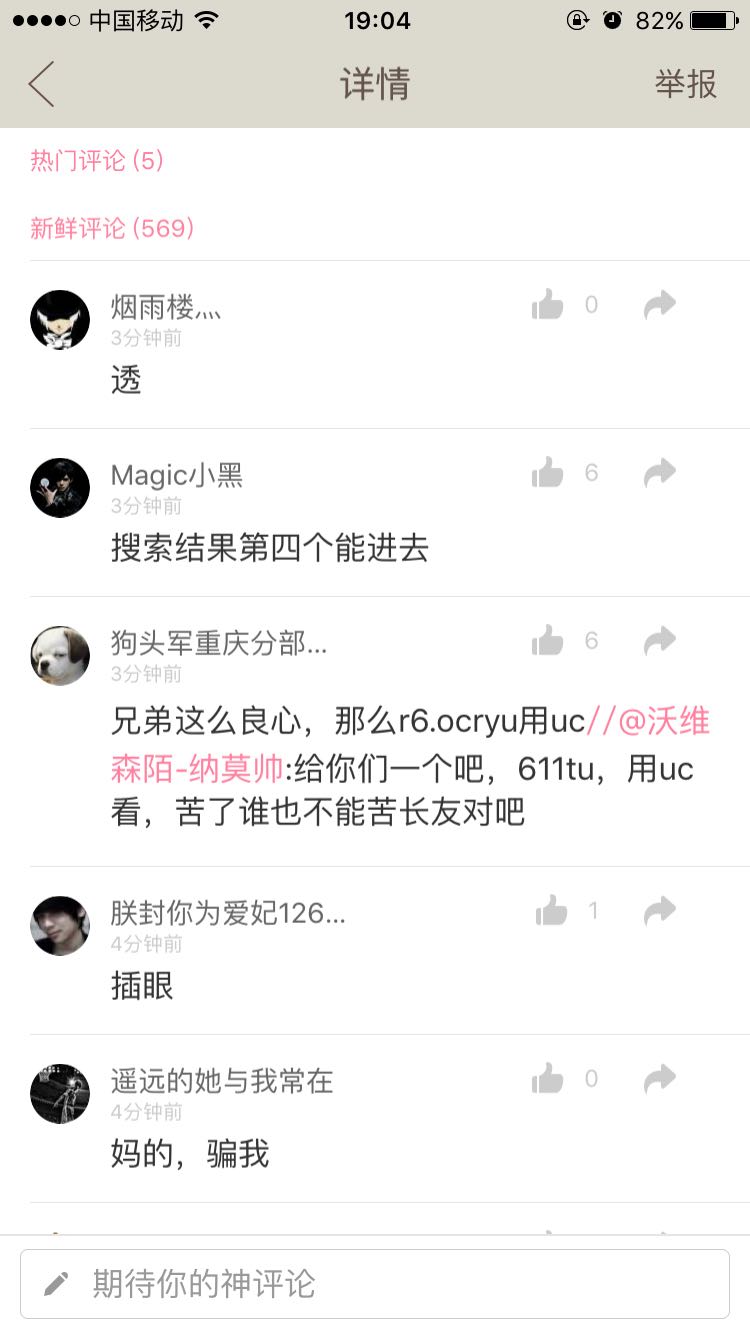 中国移动 19:04 82%
详情 举报
热门评论 (5)
新鲜评论 (569)
烟雨楼灬 0
3分钟前
透
Magic小黑 6
3分钟前
搜索结果第四个能进去
狗头军重庆分部... 6
3分钟前
兄弟这么良心，那么r6.ocryu用uc//@沃维
森陌-纳莫帅:给你们一个吧，611tu，用uc
看，苦了谁也不能苦长友对吧
朕封你为爱妃126... 1
4分钟前
插眼
遥远的她与我常在 0
4分钟前
妈的，骗我
期待你的神评论